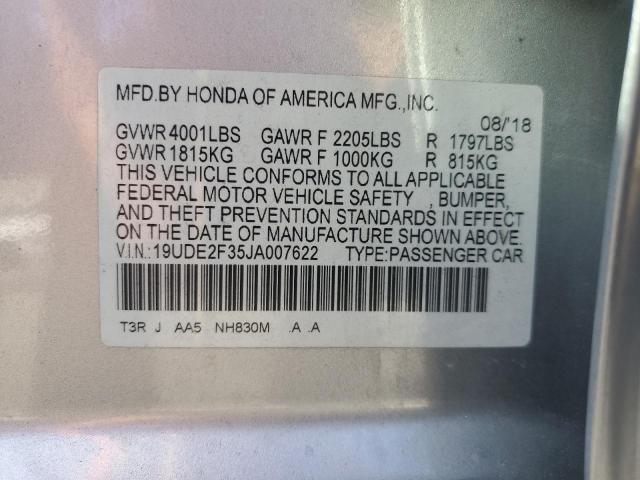 MFD.BY HONDA OF AMERICA MFG.,INC.
08/'18
GVWR 4001LBS GAWR F 2205LBS R 1797LBS
GVWR 1815KG GAWR F 1000KG R 815KG
THIS VEHICLE CONFORMS TO ALL APPLICABLE
FEDERAL MOTOR VEHICLE SAFETY , BUMPER,
AND THEFT PREVENTION STANDARDS IN EFFECT
ON THE DATE OF MANUFACTURE SHOWN ABOVE.
V.I.N.:19UDE2F35JA007622 TYPE:PASSENGER CAR
T3R J AA5 NH830M .A .A